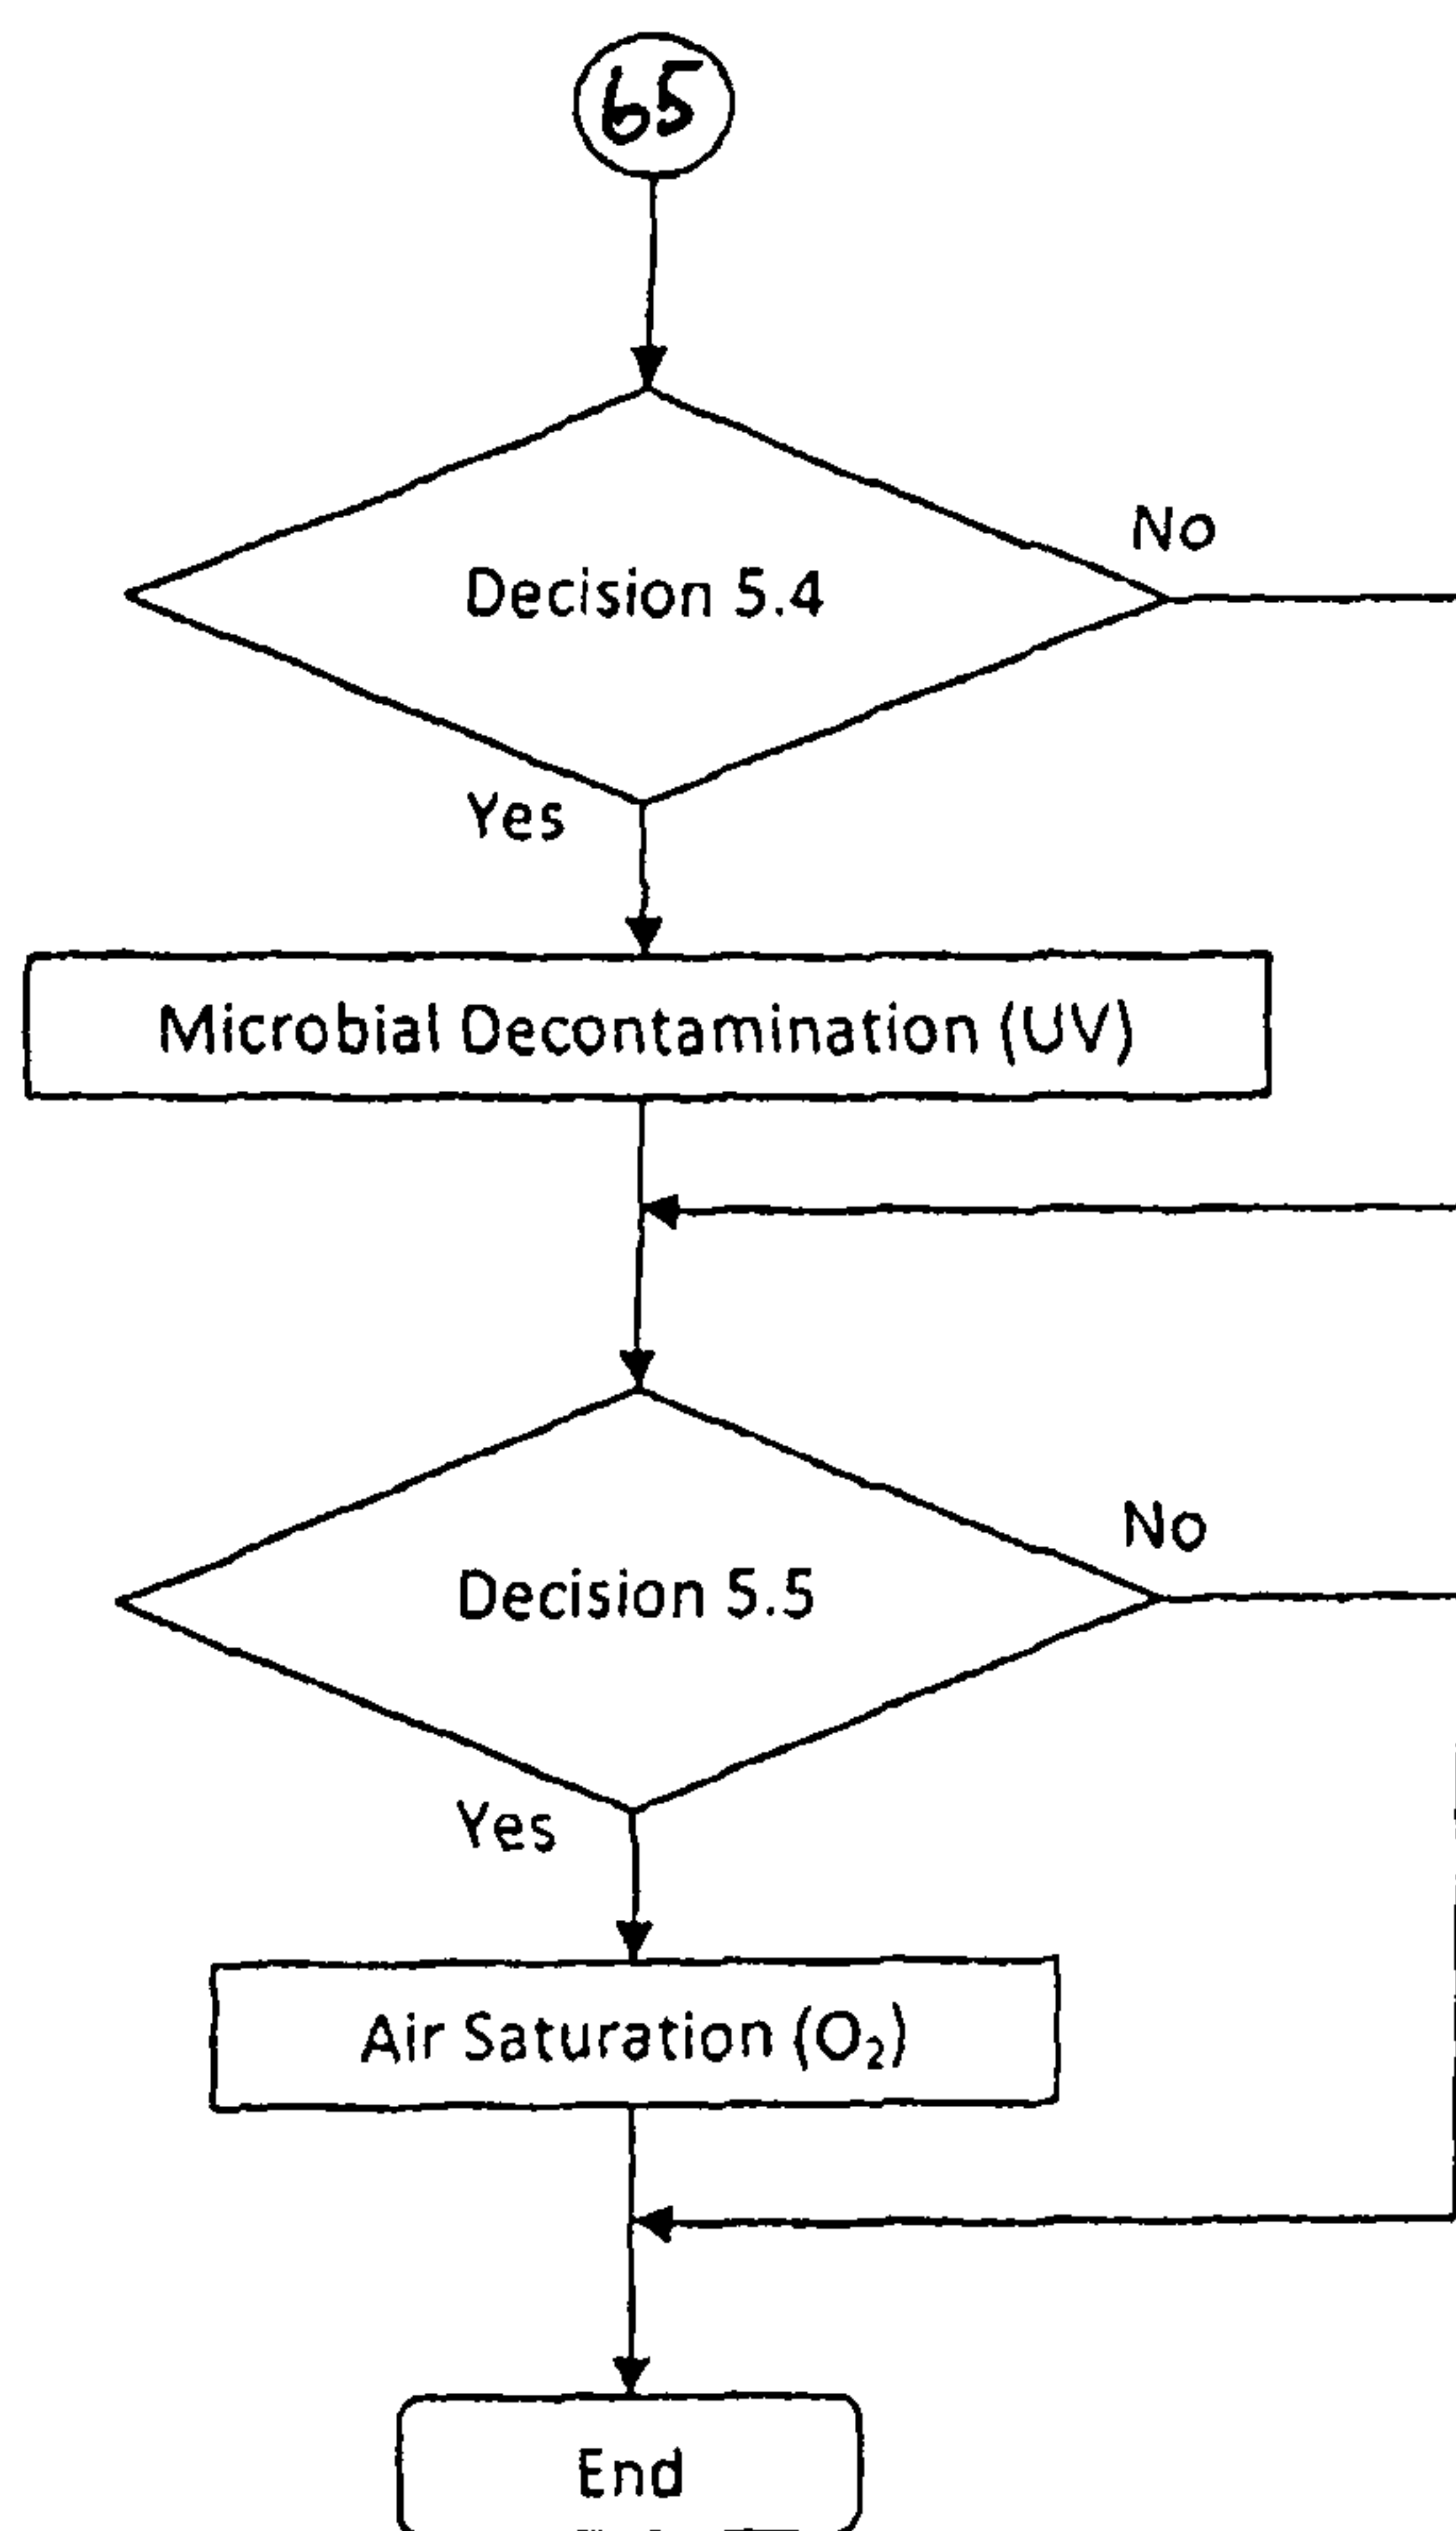 65
Decision 5.4
No
Yes
Microbial Decontamination (UV)
Decision 5.5
No
Yes
Air Saturation (O₂)
End